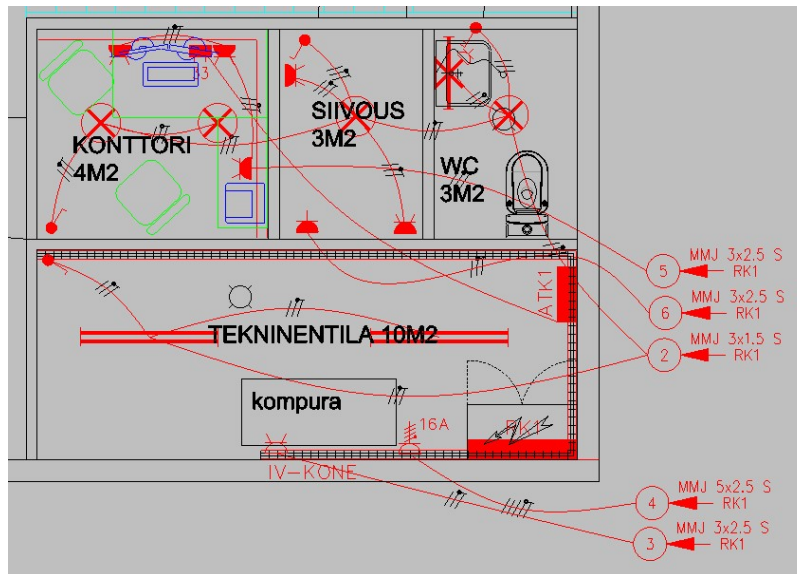 33
KONTTORI
4M2
SIIVOUS
3M2
WC
3M2
5
MMJ 3x2.5 S
RK1
6
MMJ 3x2.5 S
RK1
2
MMJ 3x1.5 S
RK1
ATK1
TEKNINENTILA 10M2
kompura
16A
RK1
IV-KONE
4
MMJ 5x2.5 S
RK1
3
MMJ 3x2.5 S
RK1